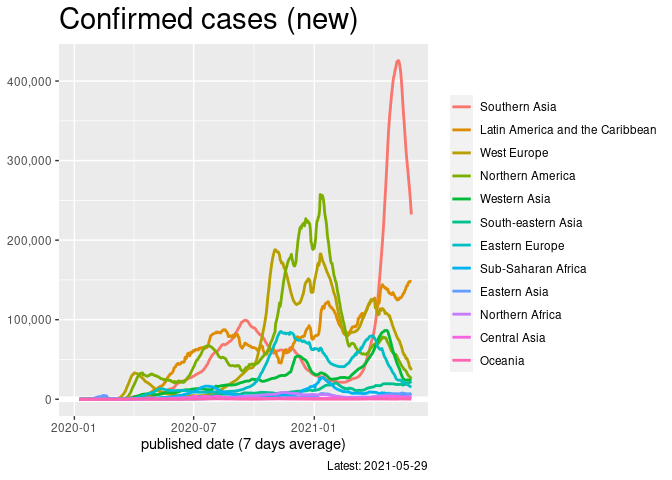 Confirmed cases (new)
400,000
300,000
200,000
100,000
0
2020-01
2020-07
2021-01
published date (7 days average)
Latest: 2021-05-29
Southern Asia
Latin America and the Caribbean
West Europe
Northern America
Western Asia
South-eastern Asia
Eastern Europe
Sub-Saharan Africa
Eastern Asia
Northern Africa
Central Asia
Oceania